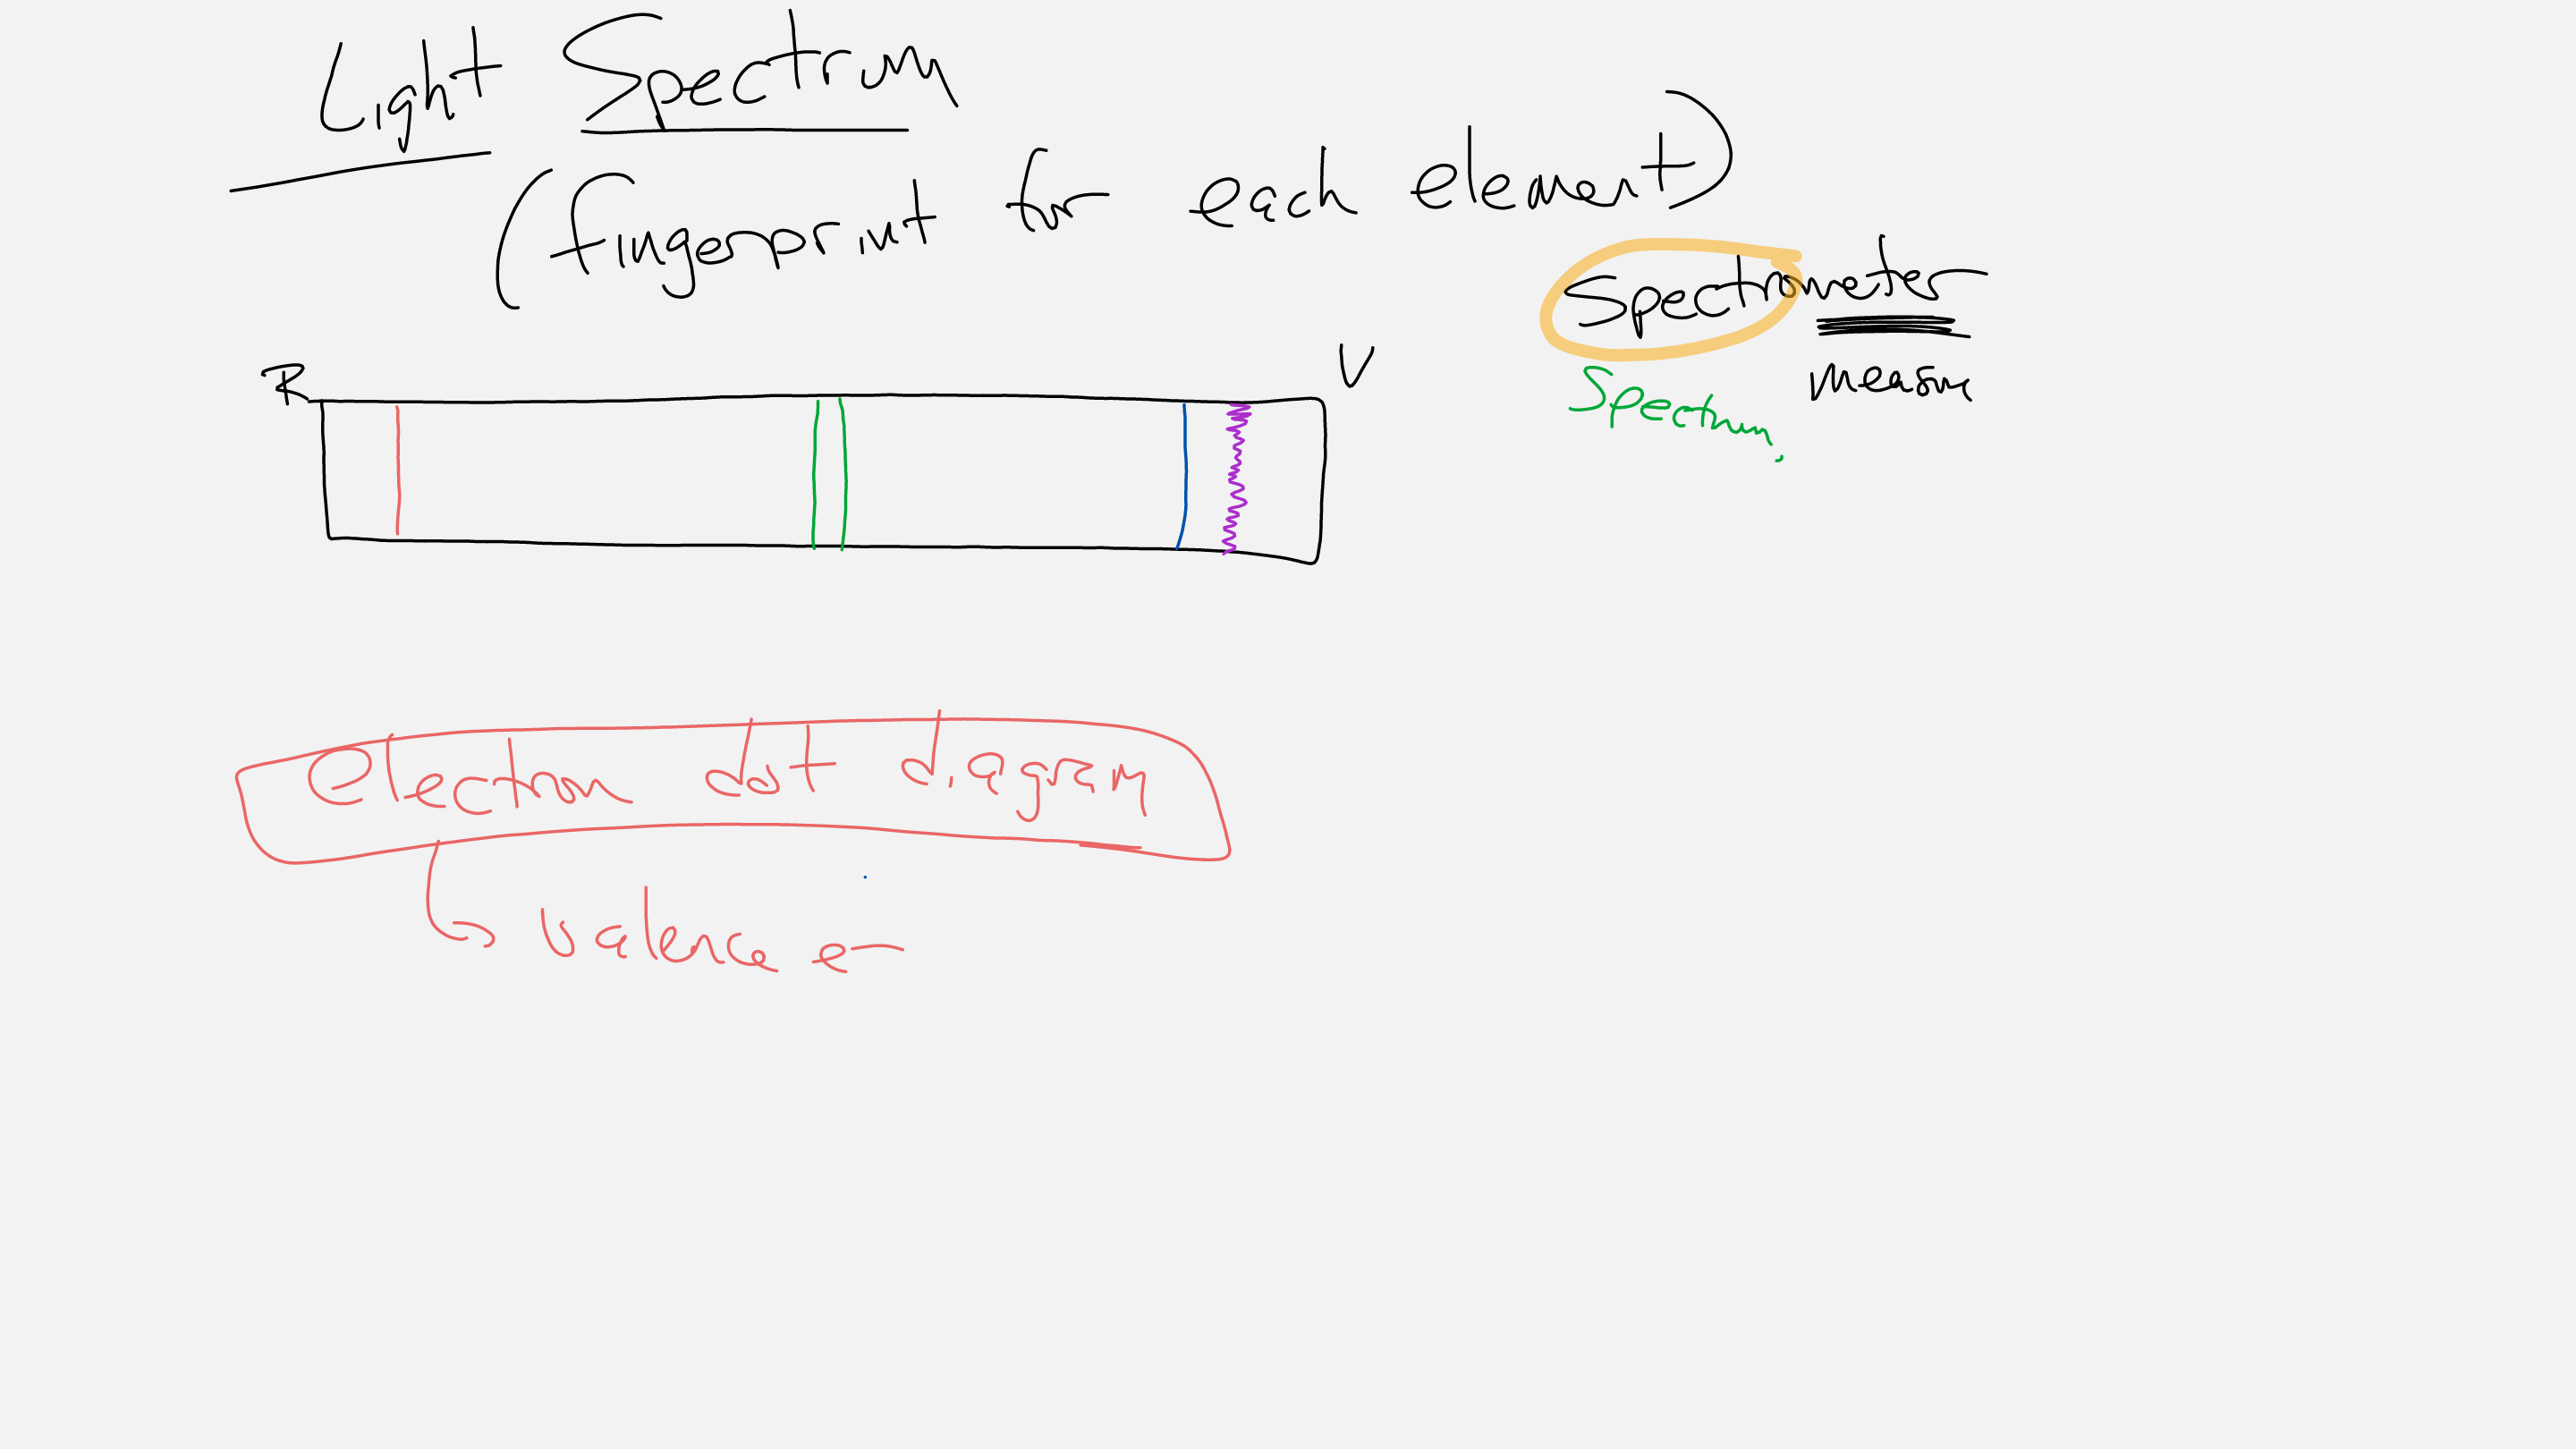 Light Spectrum
(fingerprint for each element)
Spectrometer
Spectrum measure
R V
electron dot diagram
↳ valence e−